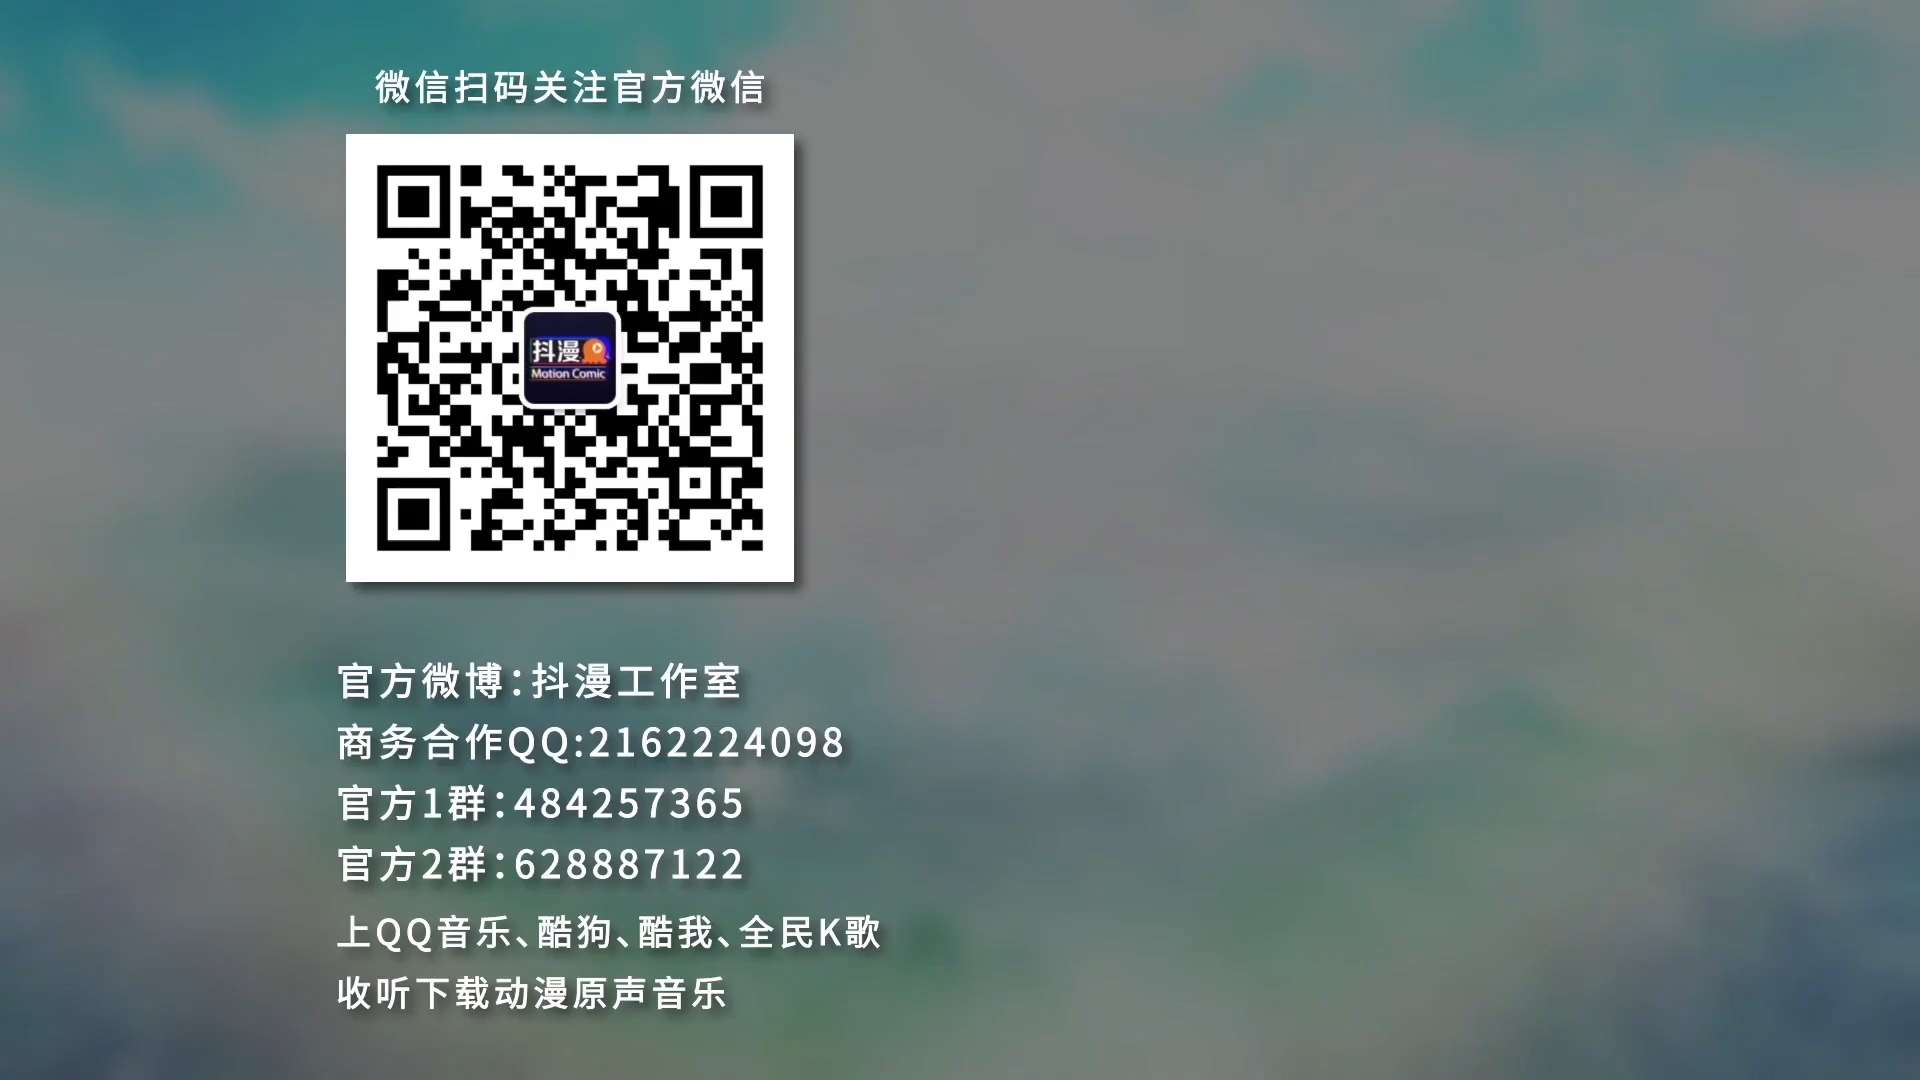 微信扫码关注官方微信
抖漫
Motion Comic
官方微博：抖漫工作室
商务合作QQ:2162224098
官方1群：484257365
官方2群：628887122
上QQ音乐、酷狗、酷我、全民K歌
收听下载动漫原声音乐